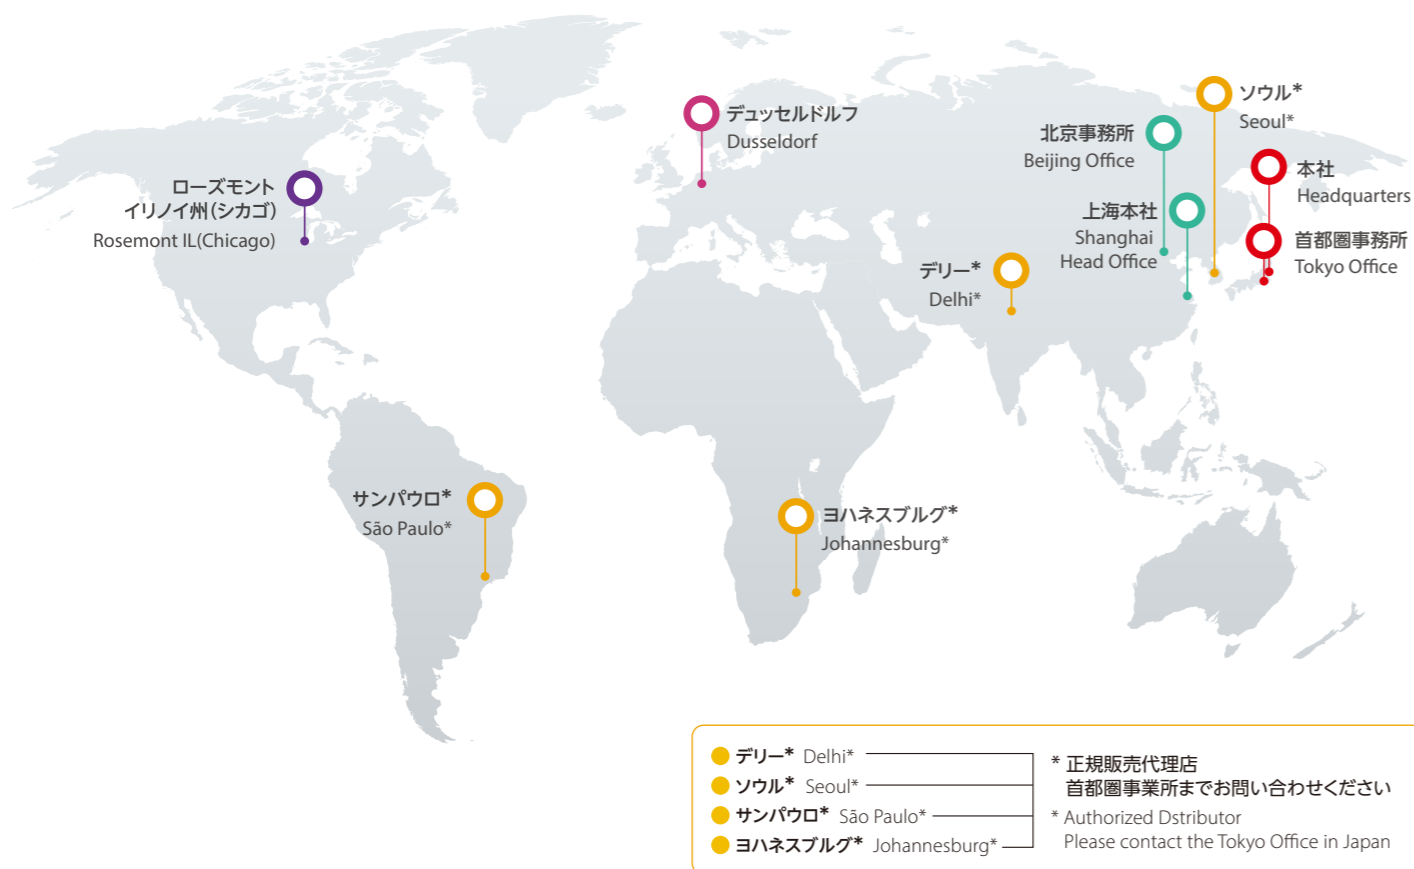 ソウル*
Seoul*
デュッセルドルフ
Dusseldorf
北京事務所
Beijing Office
本社
Headquarters
ローズモント
イリノイ州(シカゴ)
Rosemont IL(Chicago)
上海本社
Shanghai
Head Office
首都圏事務所
Tokyo Office
デリー*
Delhi*
サンパウロ*
São Paulo*
ヨハネスブルグ*
Johannesburg*
デリー* Delhi*
ソウル* Seoul*
サンパウロ* São Paulo*
ヨハネスブルグ* Johannesburg*
* 正規販売代理店
首都圏事業所までお問い合わせください
* Authorized Dstributor
Please contact the Tokyo Office in Japan